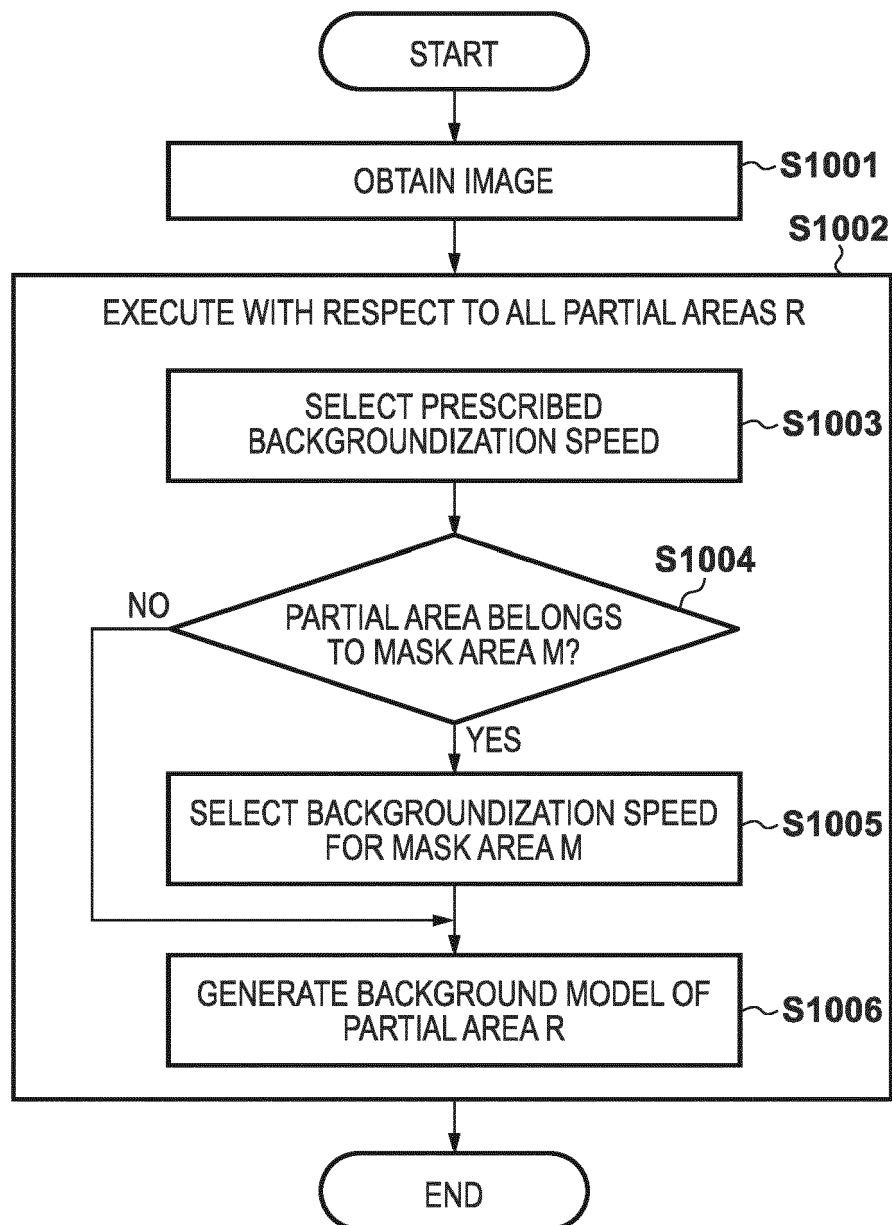 START
OBTAIN IMAGE
S1001
S1002
EXECUTE WITH RESPECT TO ALL PARTIAL AREAS R
SELECT PRESCRIBED
BACKGROUNDIZATION SPEED
S1003
S1004
NO
PARTIAL AREA BELONGS
TO MASK AREA M?
YES
SELECT BACKGROUNDIZATION SPEED
FOR MASK AREA M
S1005
GENERATE BACKGROUND MODEL OF
PARTIAL AREA R
S1006
END